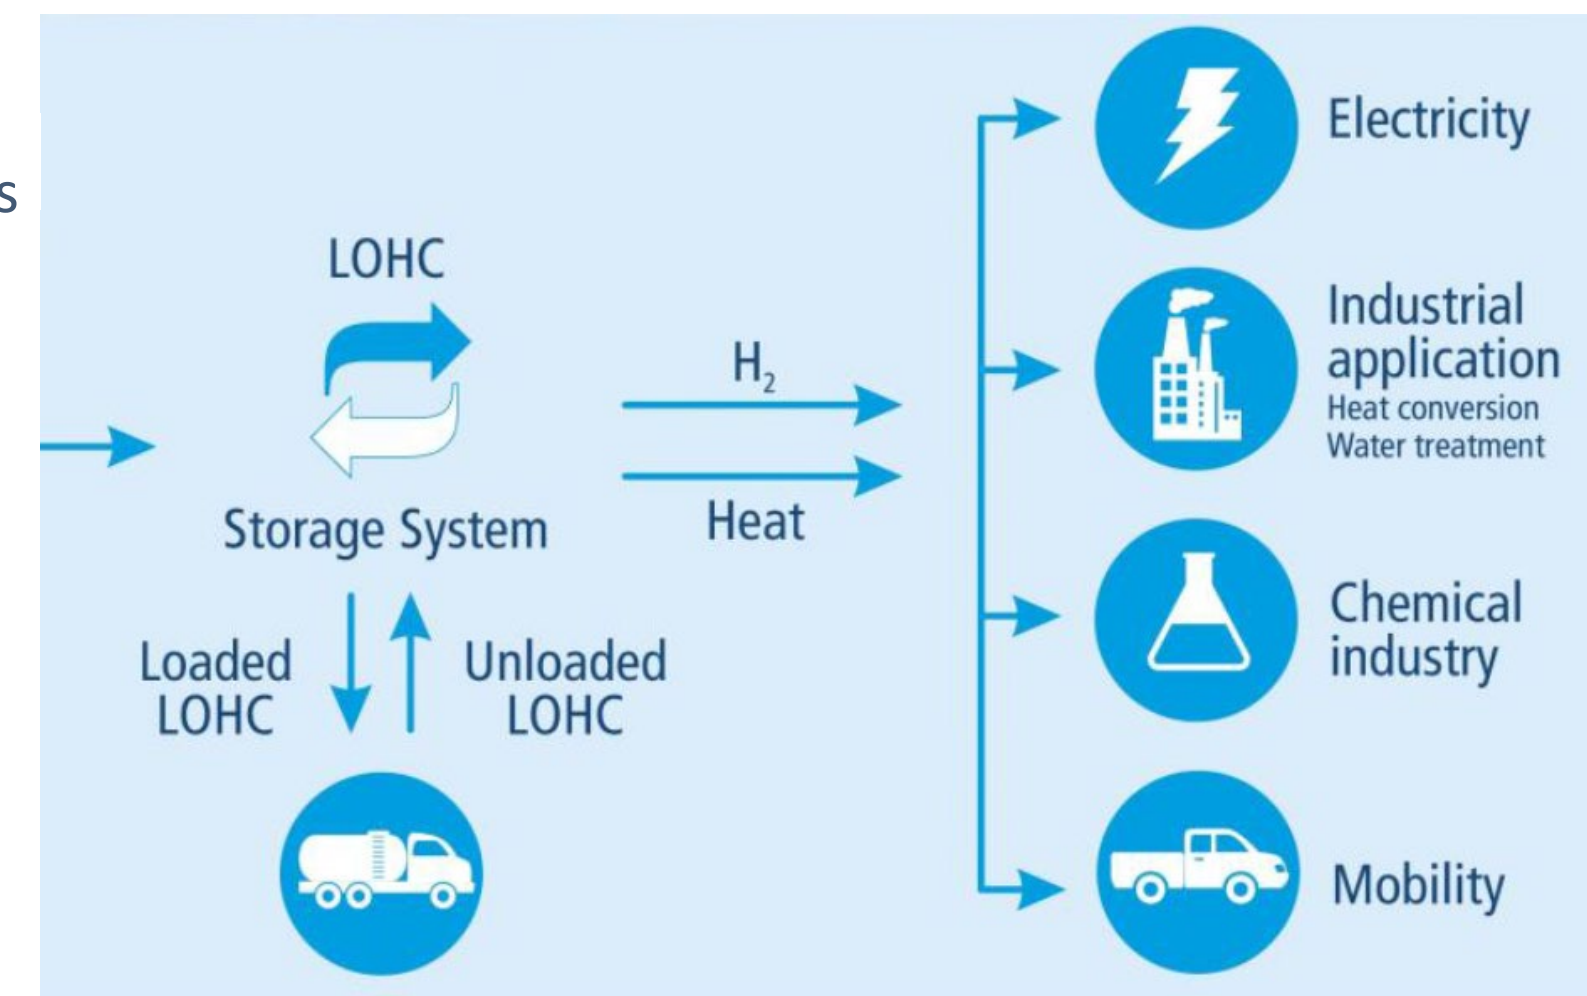 s
LOHC
Storage System
Loaded
LOHC
Unloaded
LOHC
H₂
Heat
Electricity
Industrial
application
Heat conversion
Water treatment
Chemical
industry
Mobility